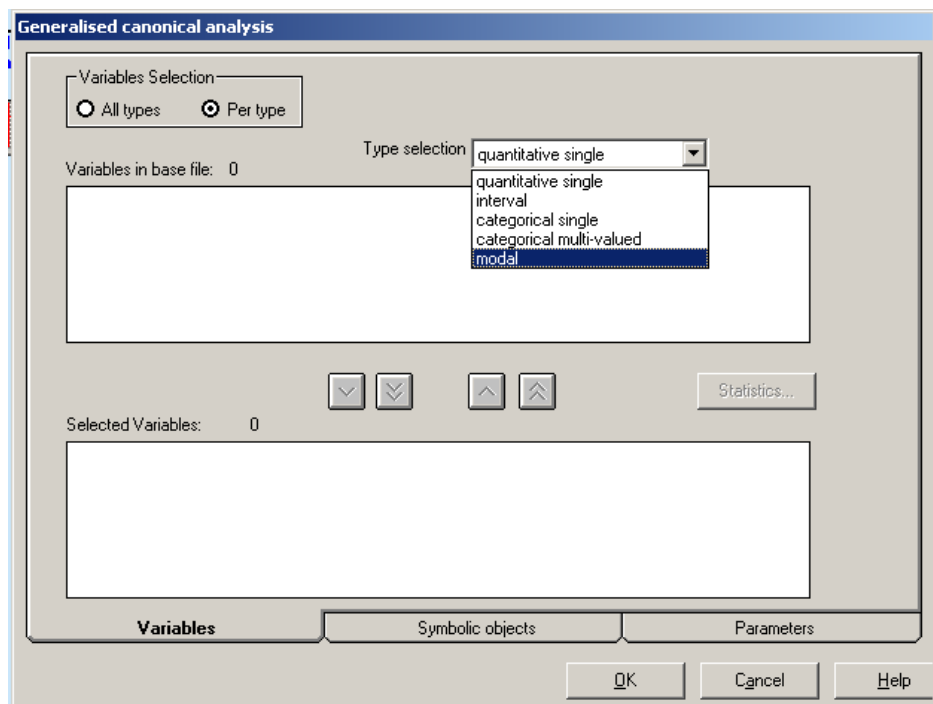 Generalised canonical analysis
Variables Selection
All types Per type
Type selection quantitative single
Variables in base file: 0
quantitative single
interval
categorical single
categorical multi-valued
modal
Statistics...
Selected Variables: 0
Variables Symbolic objects Parameters
OK Cancel Help